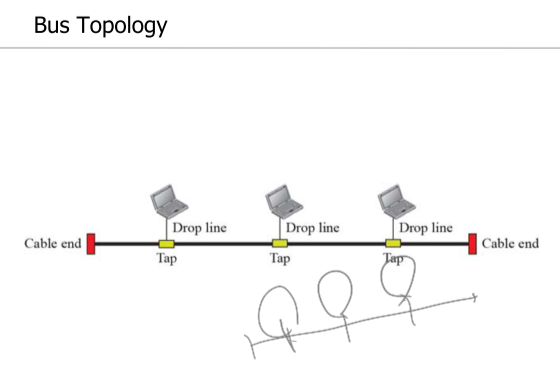 Bus Topology
Drop line Drop line Drop line
Cable end Cable end
Tap Tap Tap